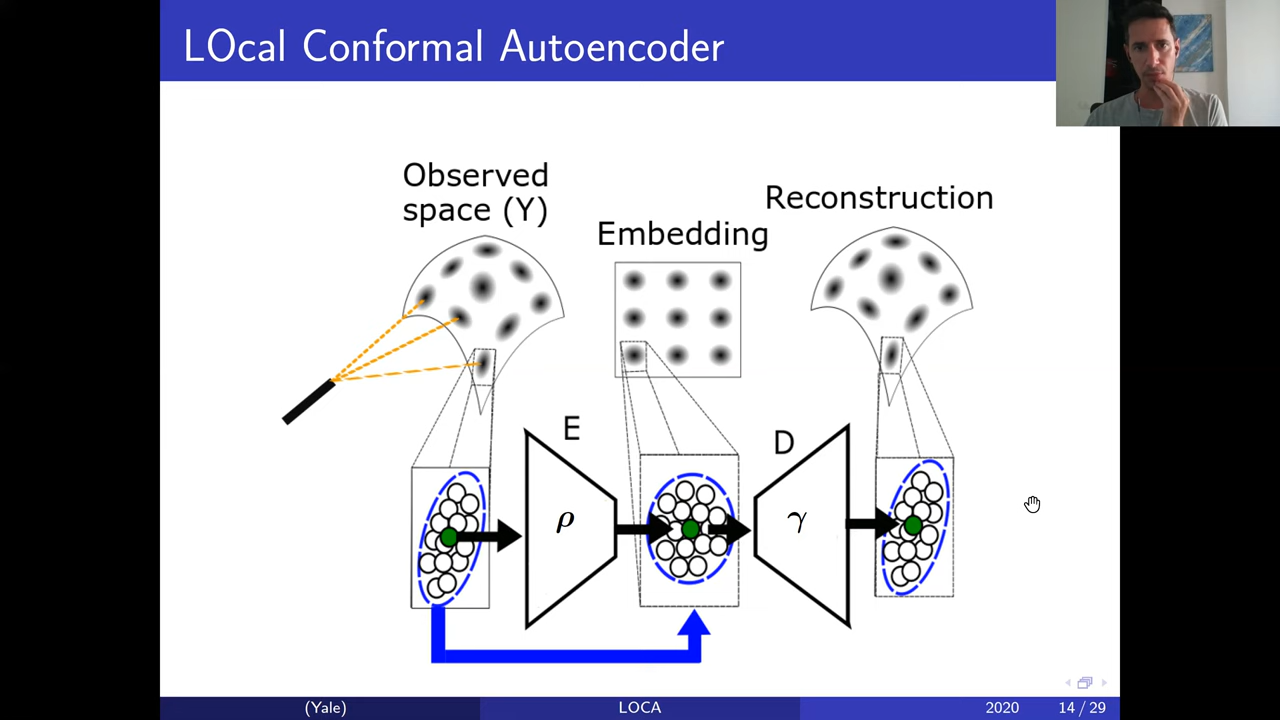 LOcal Conformal Autoencoder
Observed
space (Y)
Embedding
Reconstruction
E
D
ρ
γ
(Yale)
LOCA
2020
14 / 29